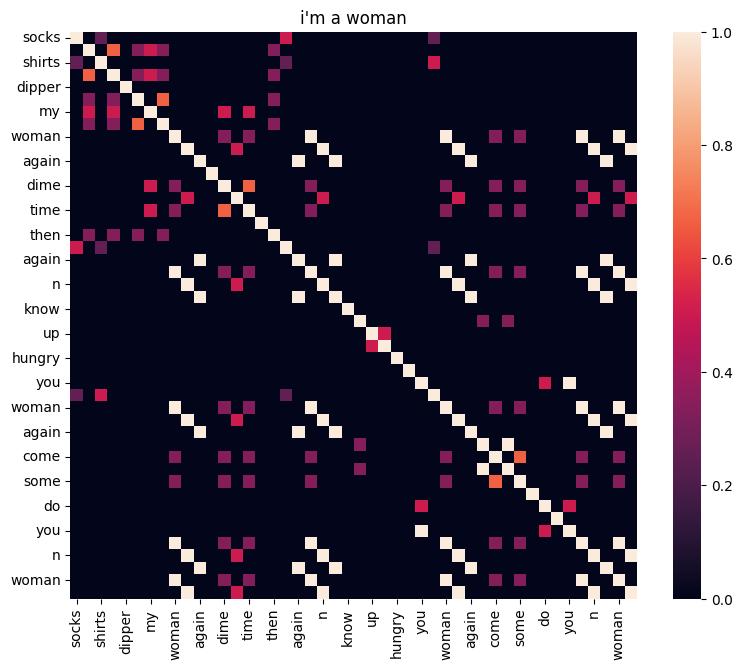 i'm a woman
socks
shirts
dipper
my
woman
again
dime
time
then
again
n
know
up
hungry
you
woman
again
come
some
do
you
n
woman
1.0
0.8
0.6
0.4
0.2
0.0
socks
shirts
dipper
my
woman
again
dime
time
then
again
n
know
up
hungry
you
woman
again
come
some
do
you
n
woman